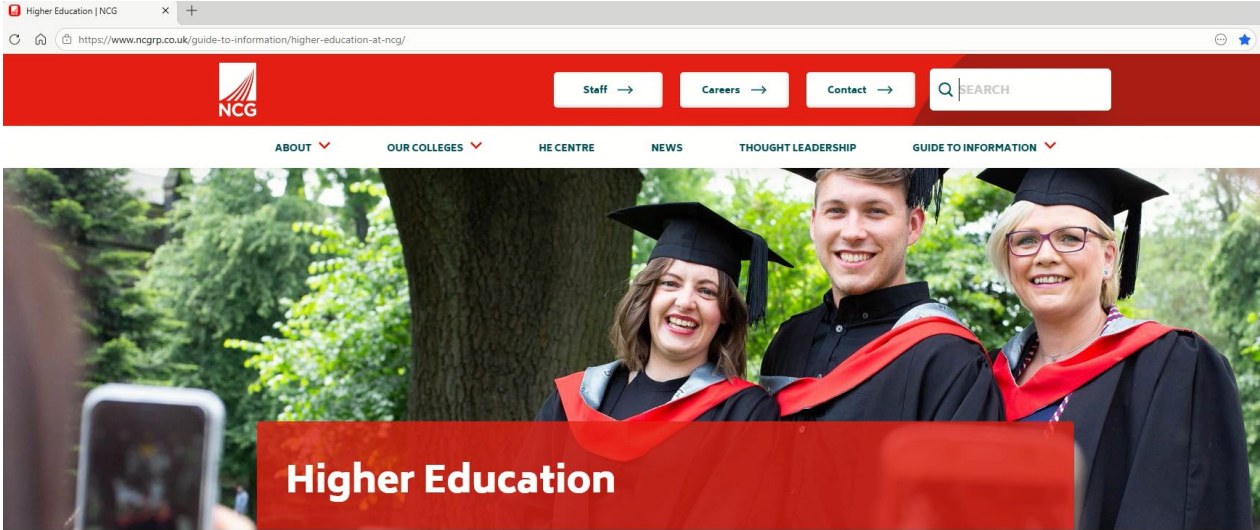 Higher Education | NCG
https://www.ncgrp.co.uk/guide-to-information/higher-education-at-ncg/
NCG
Staff → Careers → Contact → SEARCH
ABOUT OUR COLLEGES HE CENTRE NEWS THOUGHT LEADERSHIP GUIDE TO INFORMATION
Higher Education